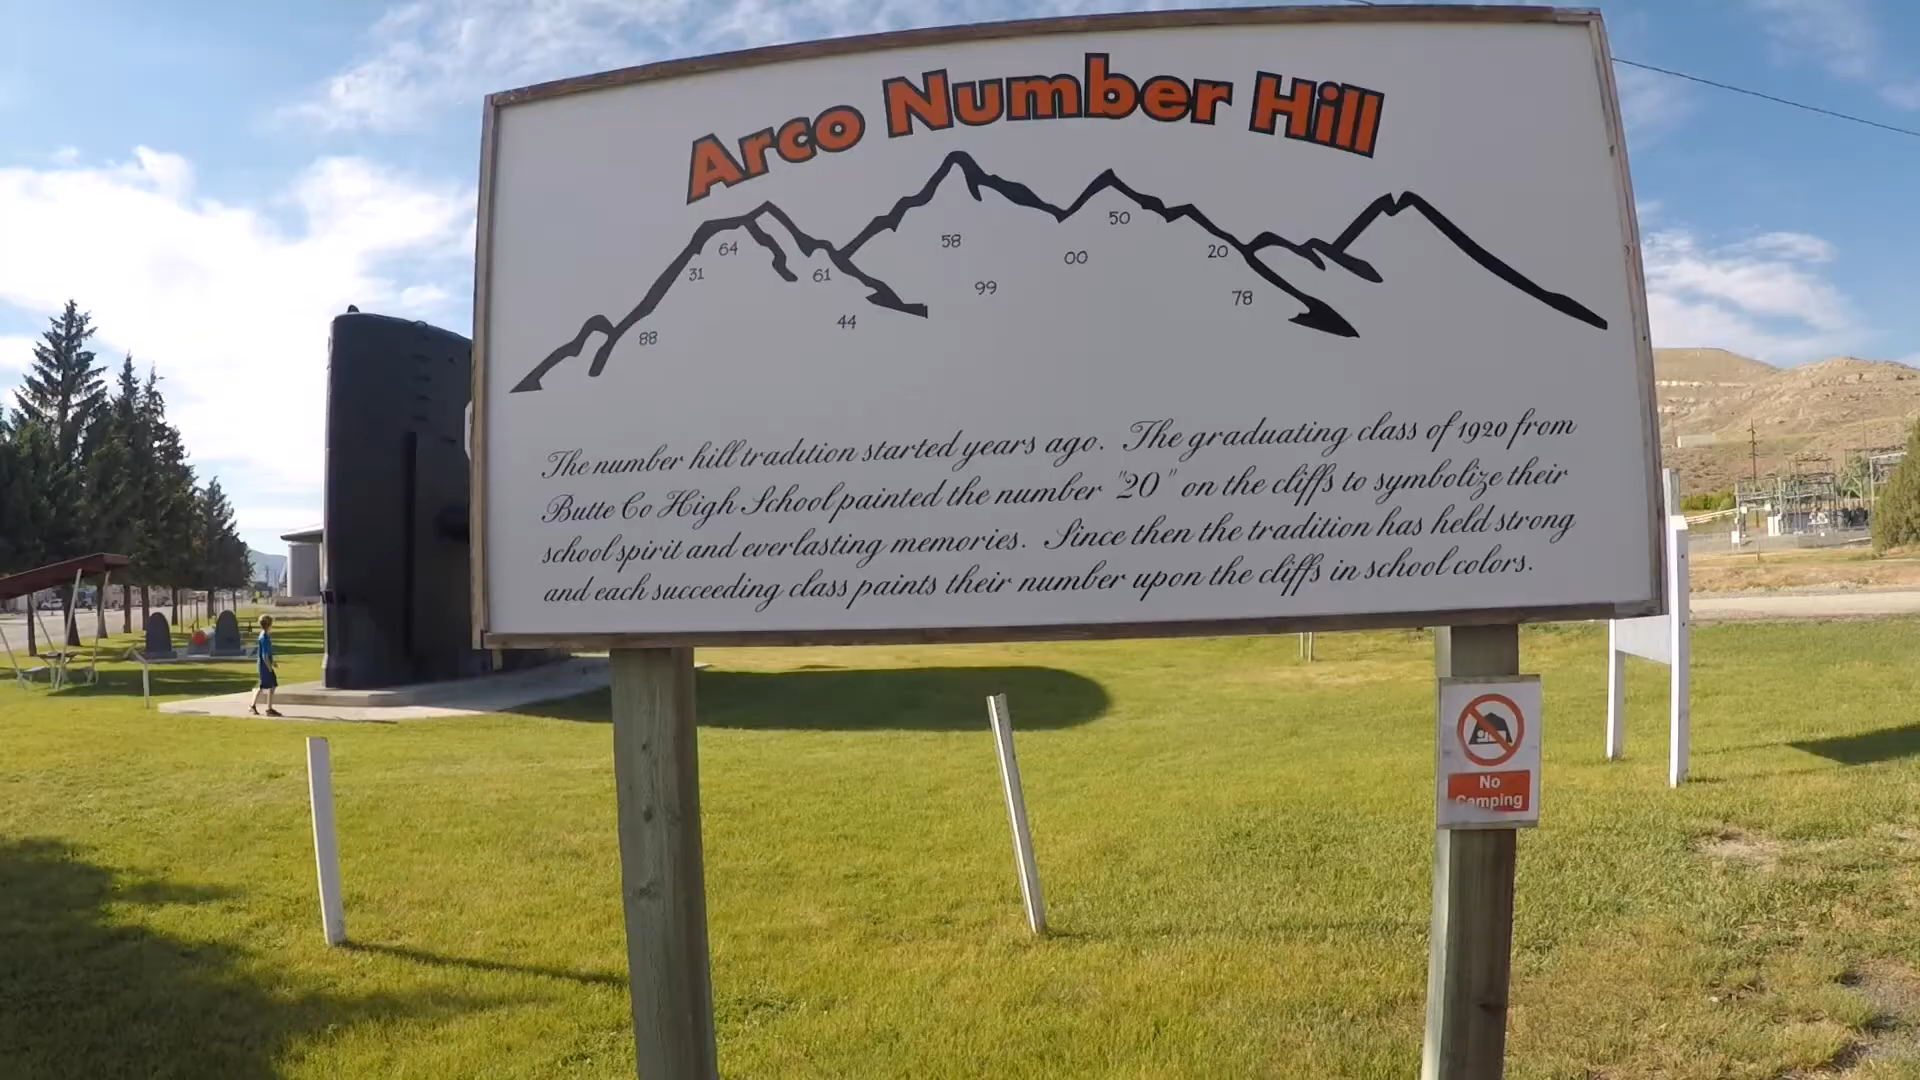 Arco Number Hill
50
64
58
20
00
31
61
99
78
44
88
The number hill tradition started years ago. The graduating class of 1920 from
Butte Co High School painted the number "20" on the cliffs to symbolize their
school spirit and everlasting memories. Since then the tradition has held strong
and each succeeding class paints their number upon the cliffs in school colors.
No
Camping